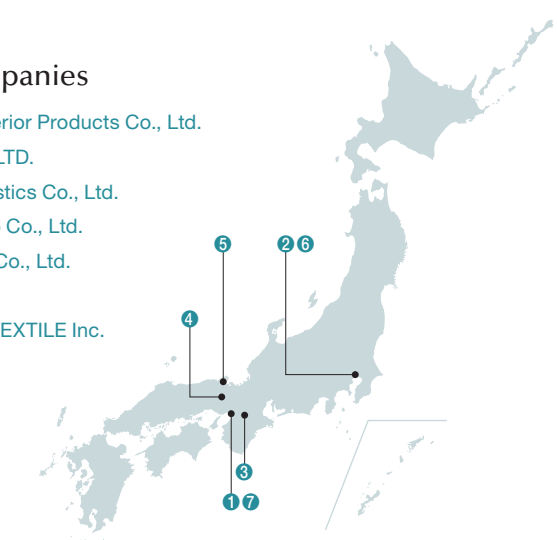 panies
erior Products Co., Ltd.
LTD.
stics Co., Ltd.
Co., Ltd.
Co., Ltd.
EXTILE Inc.
5
2 6
4
3
1 7